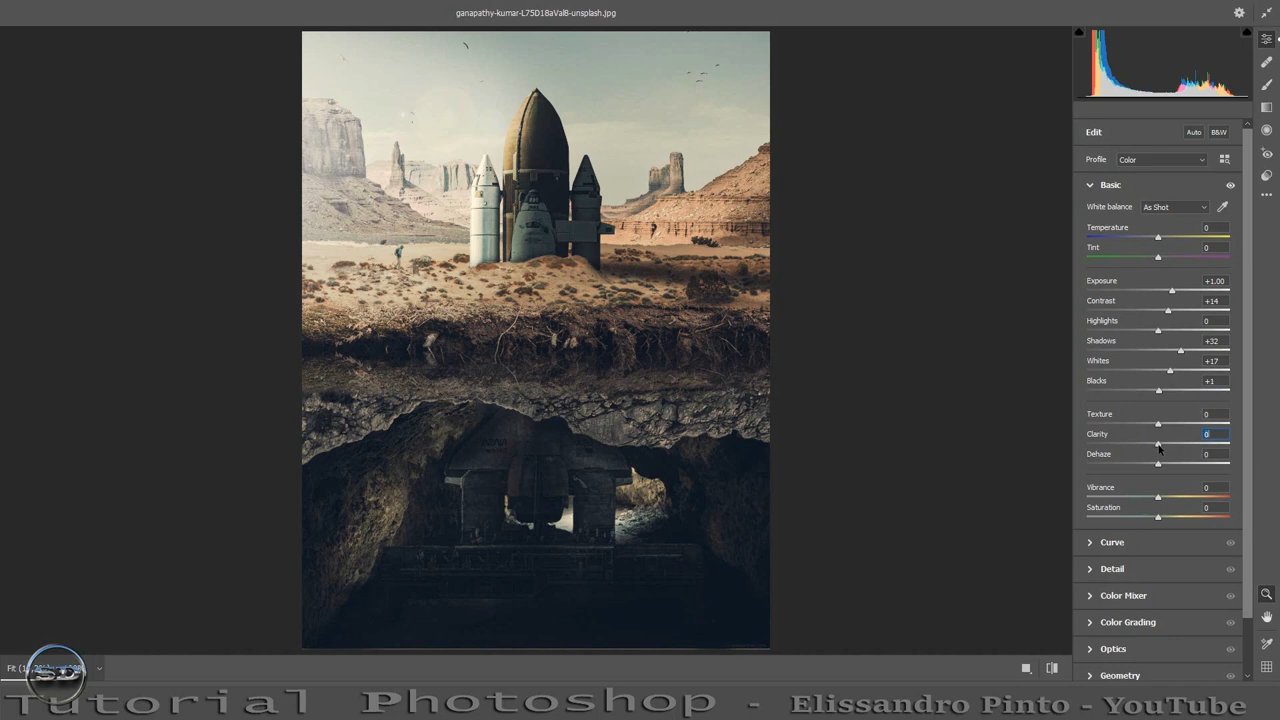 ganapathy-kumar-L75D18aVal8-unsplash.jpg
Edit
Auto
B&W
Profile
Color
Basic
White balance
As Shot
Temperature
0
Tint
0
Exposure
+1.00
Contrast
+14
Highlights
0
Shadows
+32
Whites
+17
Blacks
+1
Texture
0
Clarity
0
Dehaze
0
Vibrance
0
Saturation
0
Curve
Detail
Color Mixer
Color Grading
Optics
Geometry
Fit
SD
Tutorial Photoshop - Elissandro Pinto - YouTube